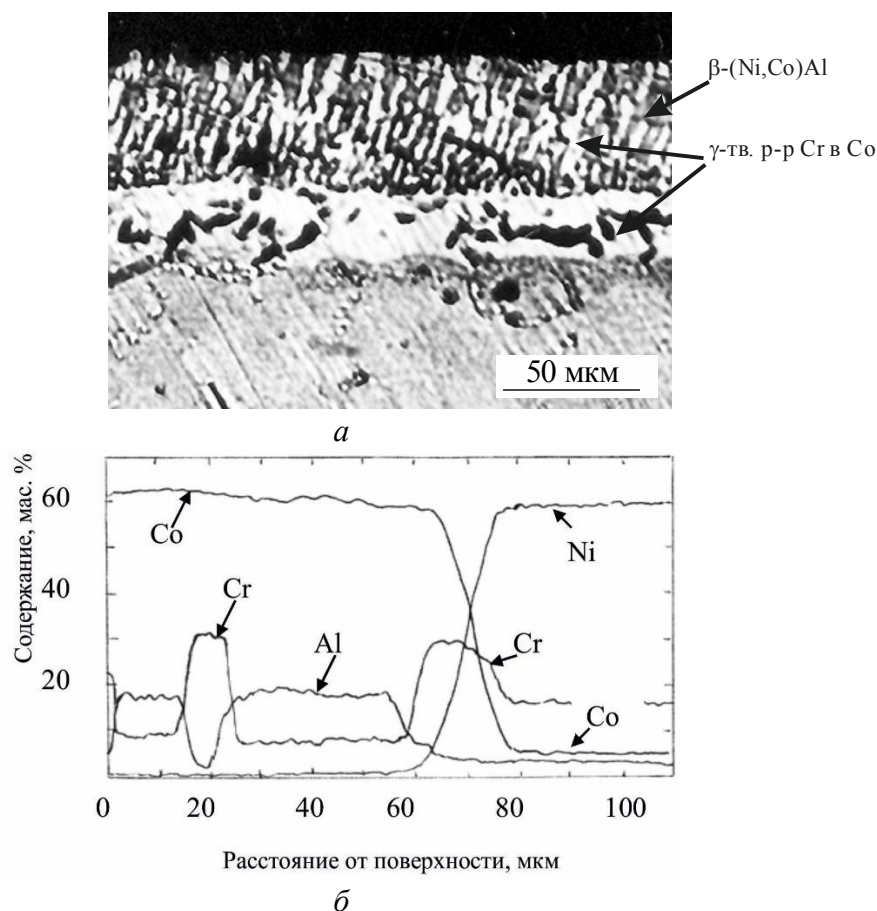 β-(Ni,Co)Al
γ-тв. р-р Cr в Co
50 мкм
а
Содержание, мас. %
60
40
20
Co
Ni
Cr
Al
Cr
Co
0 20 40 60 80 100
Расстояние от поверхности, мкм
б